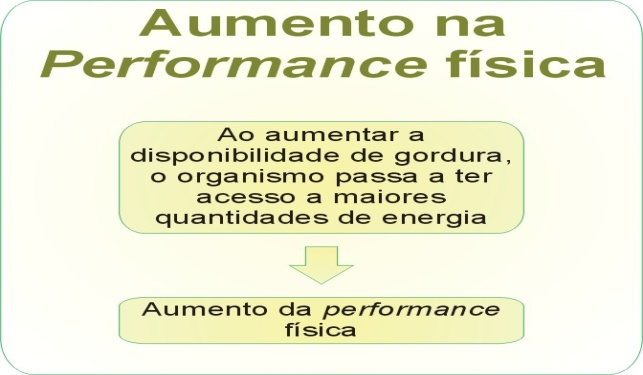 Aumento na
Performance física
Ao aumentar a
disponibilidade de gordura,
o organismo passa a ter
acesso a maiores
quantidades de energia
Aumento da performance
física